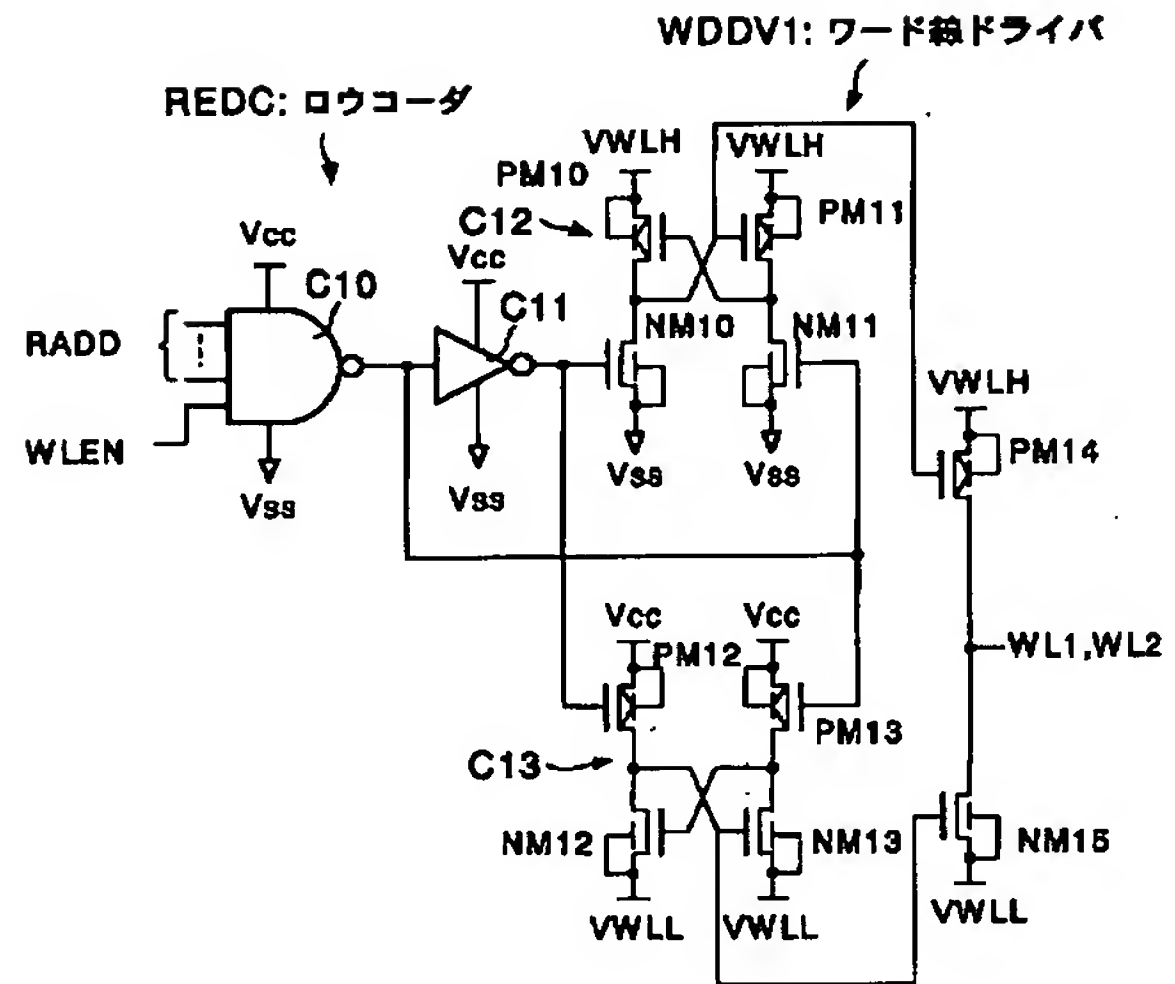 WDDV1: ワード線ドライバ
REDC: ロウコーダ
VWLH VWLH
PM10
PM11
C12
Vcc
Vcc
C10
C11
NM10
NM11
RADD
VWLH
WLEN
PM14
Vss
Vss
Vss
Vss
Vcc
Vcc
PM12
WL1,WL2
PM13
C13
NM12
NM13
NM15
VWLL VWLL
VWLL